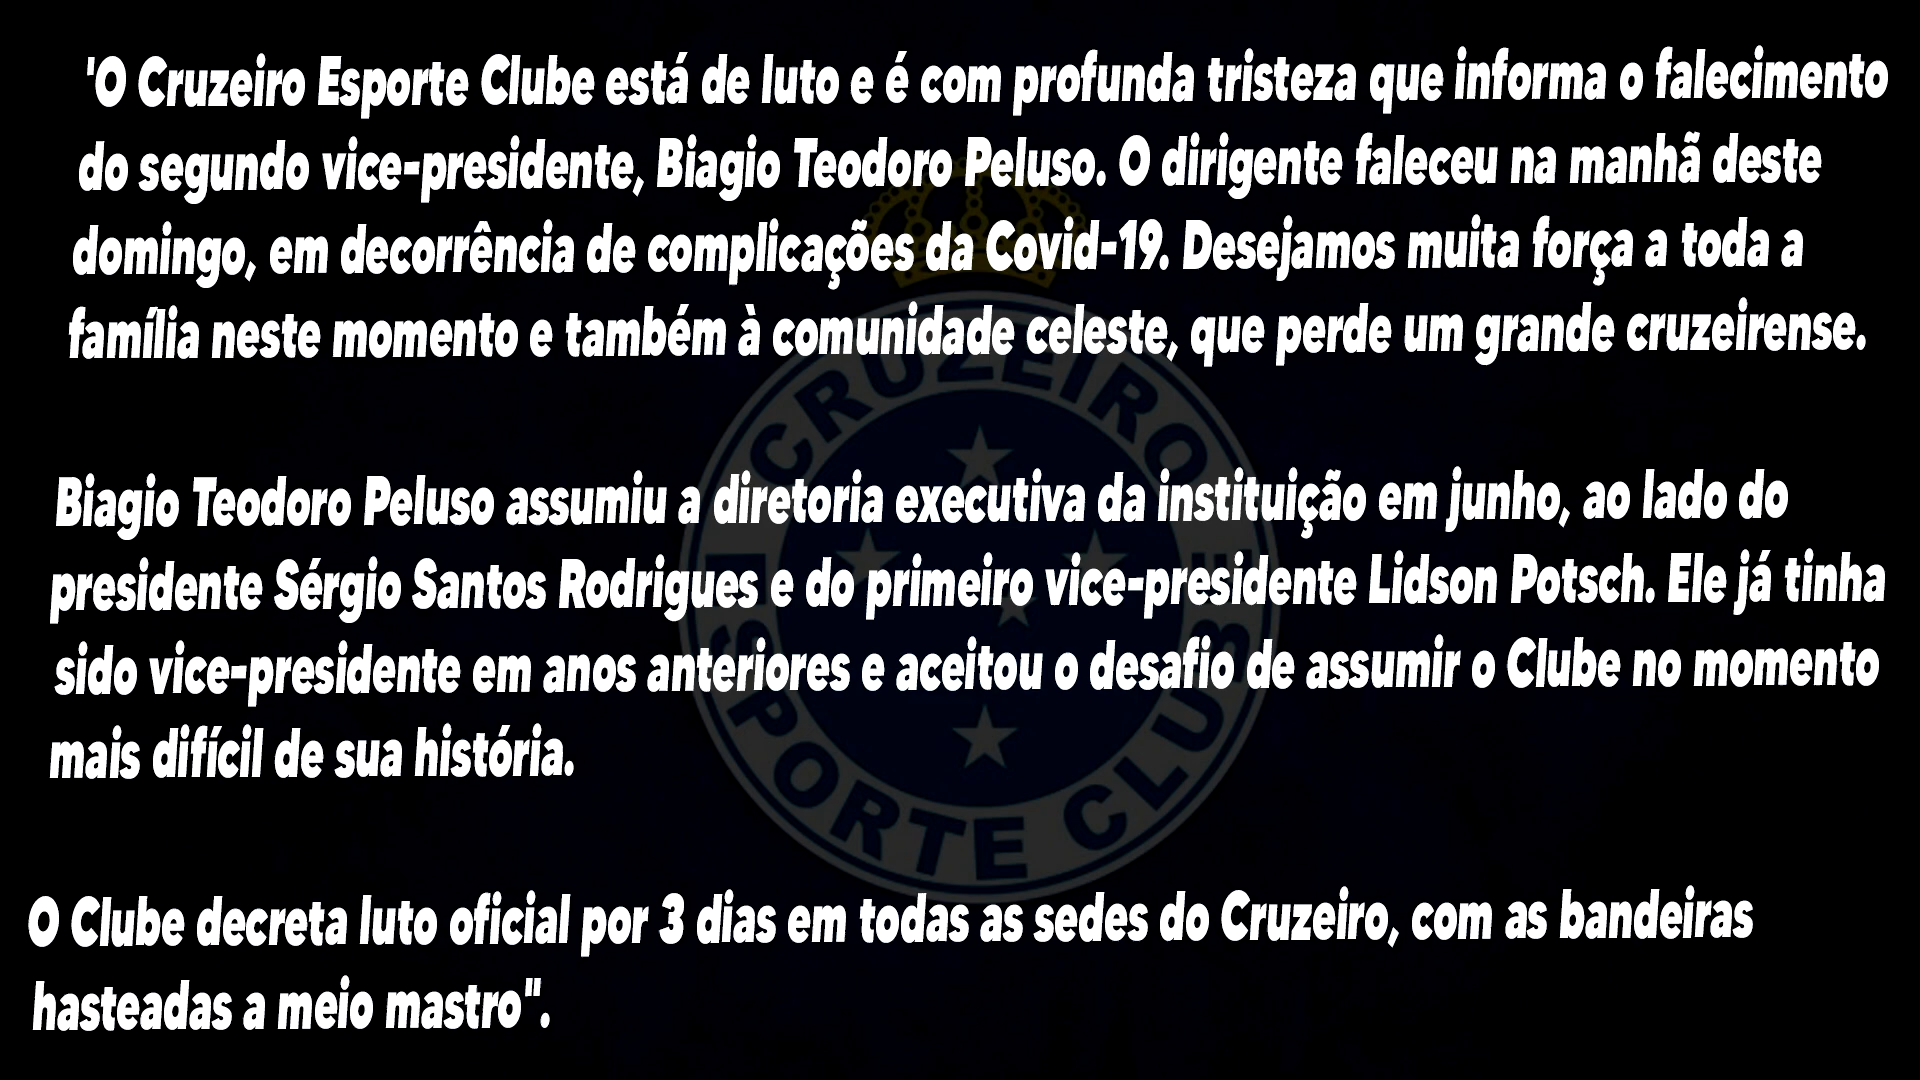 'O Cruzeiro Esporte Clube está de luto e é com profunda tristeza que informa o falecimento
do segundo vice-presidente, Biagio Teodoro Peluso. O dirigente faleceu na manhã deste
domingo, em decorrência de complicações da Covid-19. Desejamos muita força a toda a
família neste momento e também à comunidade celeste, que perde um grande cruzeirense.
Biagio Teodoro Peluso assumiu a diretoria executiva da instituição em junho, ao lado do
presidente Sérgio Santos Rodrigues e do primeiro vice-presidente Lidson Potsch. Ele já tinha
sido vice-presidente em anos anteriores e aceitou o desafio de assumir o Clube no momento
mais difícil de sua história.
O Clube decreta luto oficial por 3 dias em todas as sedes do Cruzeiro, com as bandeiras
hasteadas a meio mastro".
CRUZEIRO
ESPORTE CLUBE